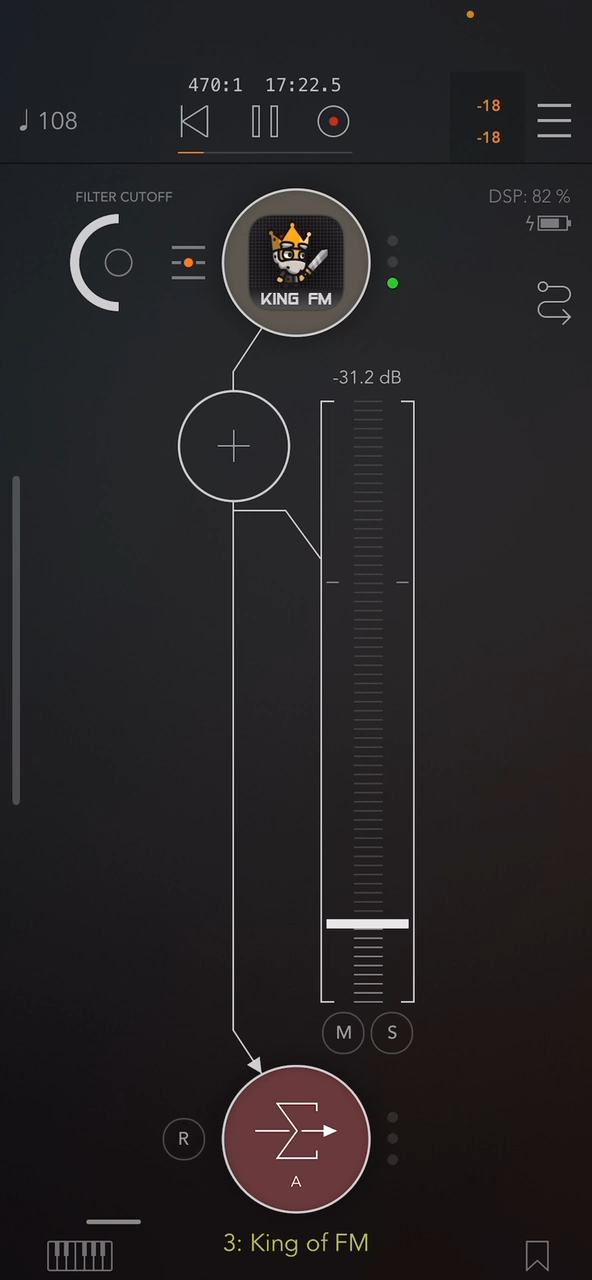 470:1 17:22.5
108
-18
-18
FILTER CUTOFF
DSP: 82 %
KING FM
-31.2 dB
M S
R
A
3: King of FM